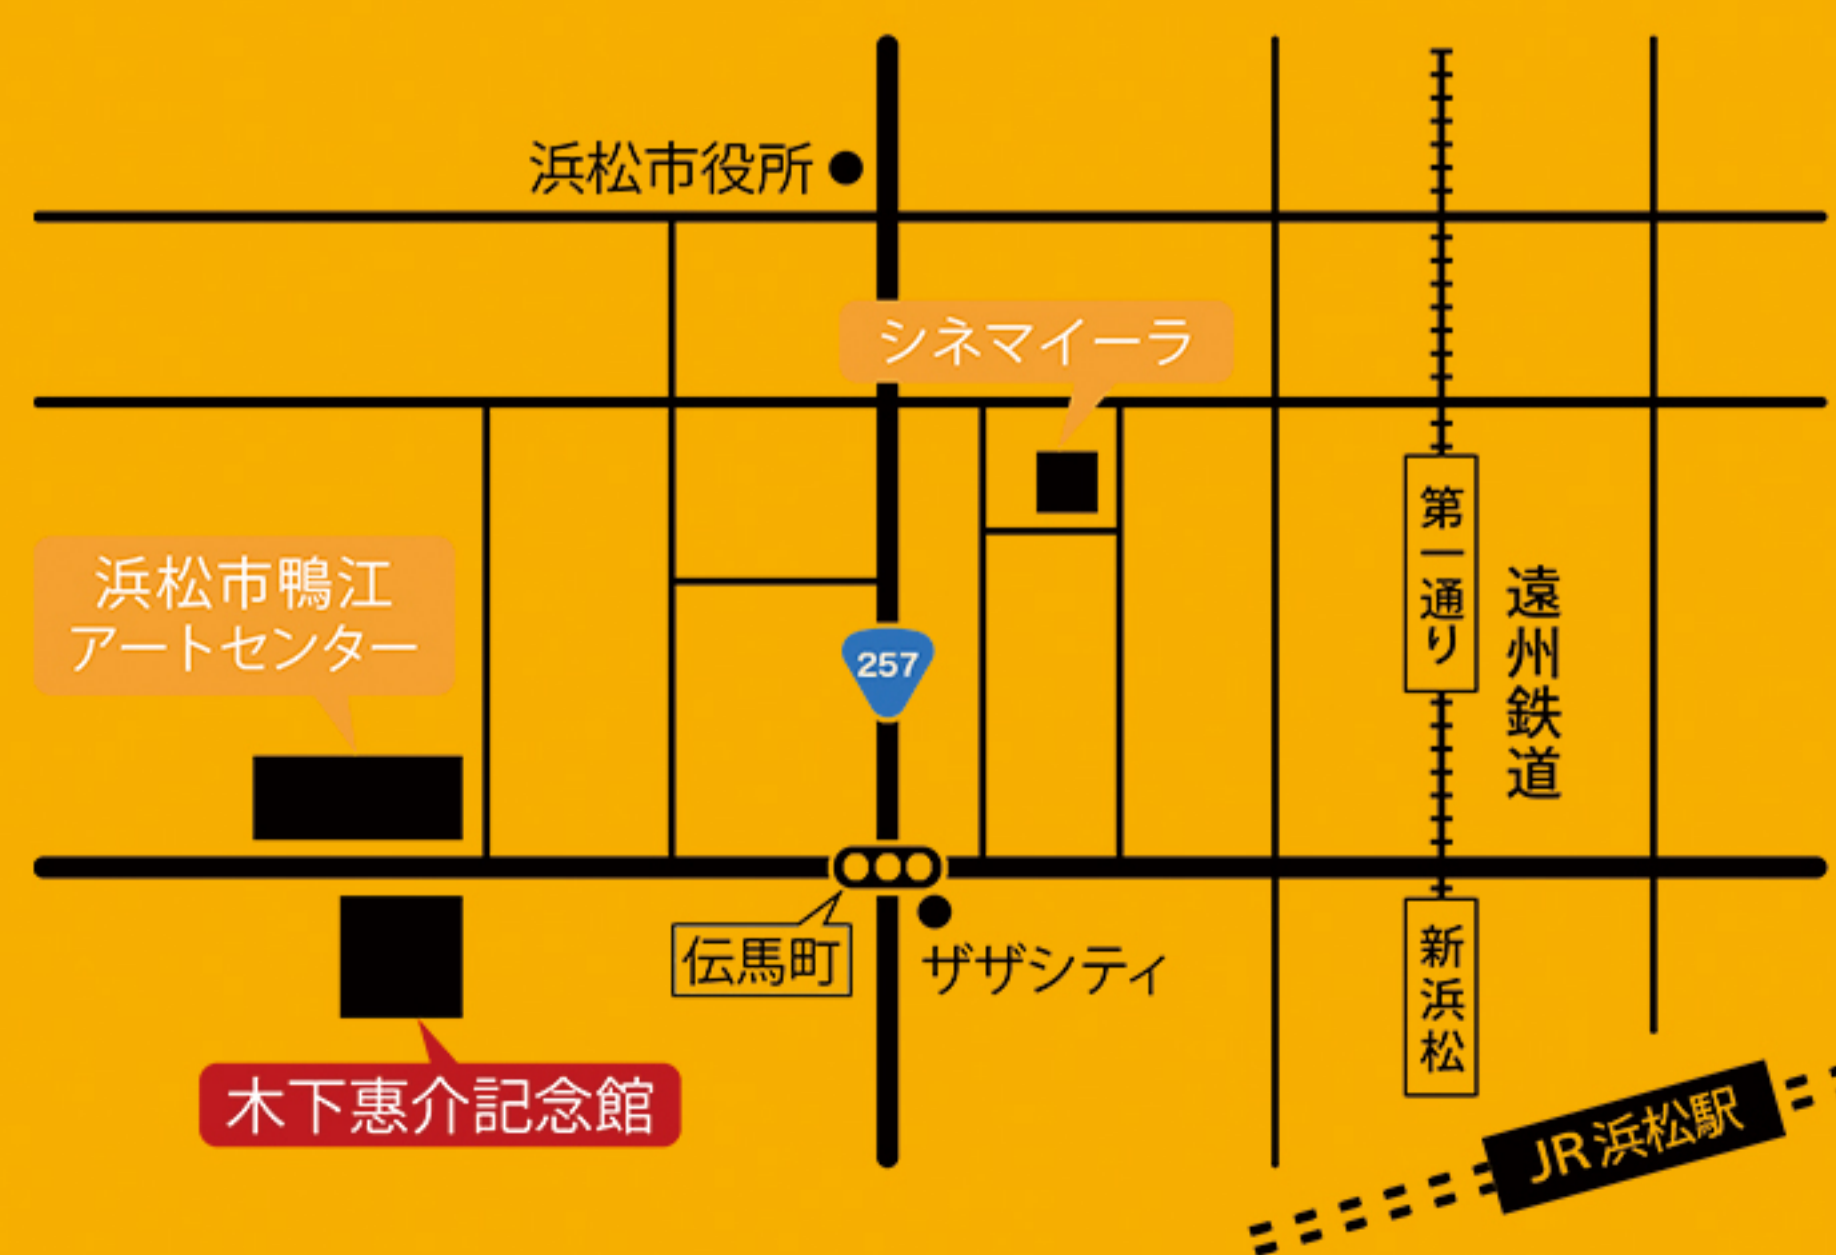 浜松市役所
シネマイーラ
浜松市鴨江
アートセンター
第一通り
遠州鉄道
257
伝馬町
ザザシティ
新浜松
木下惠介記念館
JR浜松駅